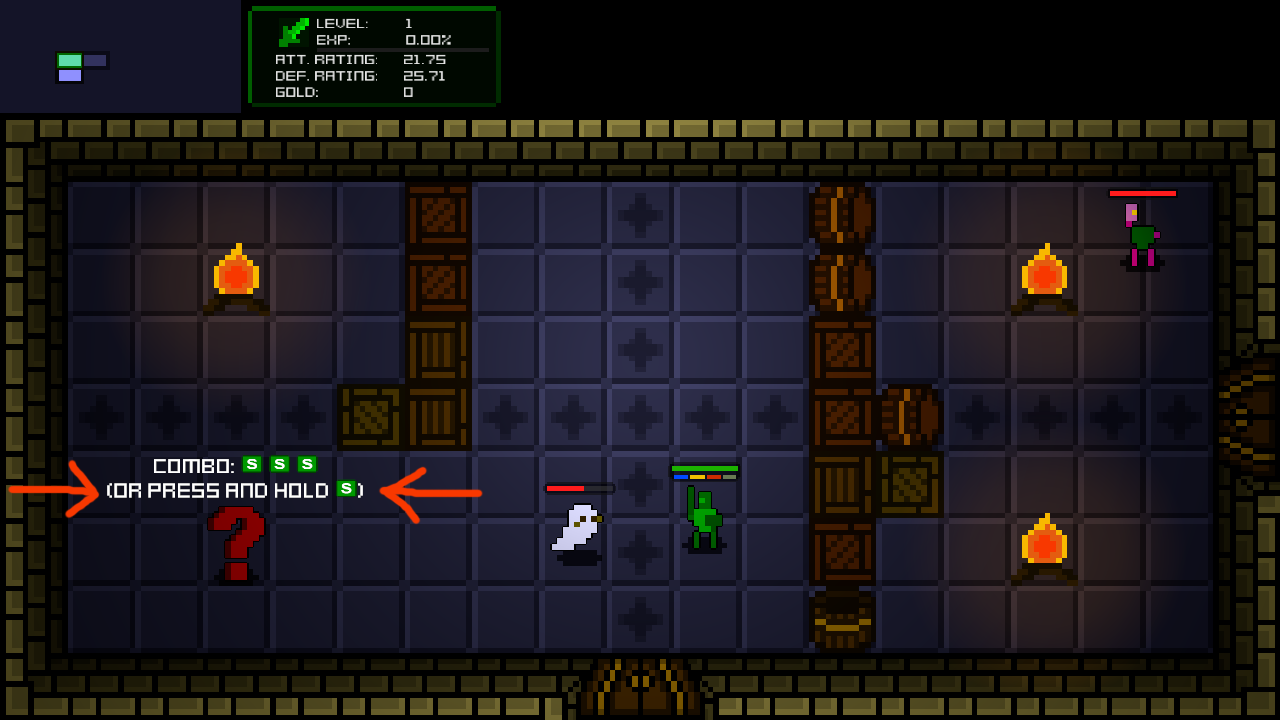 LEVEL: 1
EXP: 0.00%
ATT. RATING: 21.75
DEF. RATING: 25.71
GOLD: 0
COMBO: S S S
(OR PRESS AND HOLD S)
?